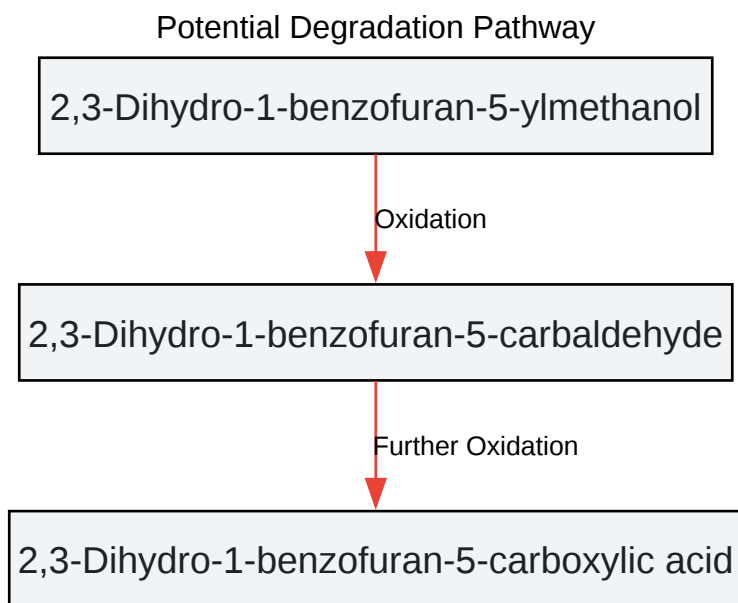 Potential Degradation Pathway
2,3-Dihydro-1-benzofuran-5-ylmethanol
Oxidation
2,3-Dihydro-1-benzofuran-5-carbaldehyde
Further Oxidation
2,3-Dihydro-1-benzofuran-5-carboxylic acid